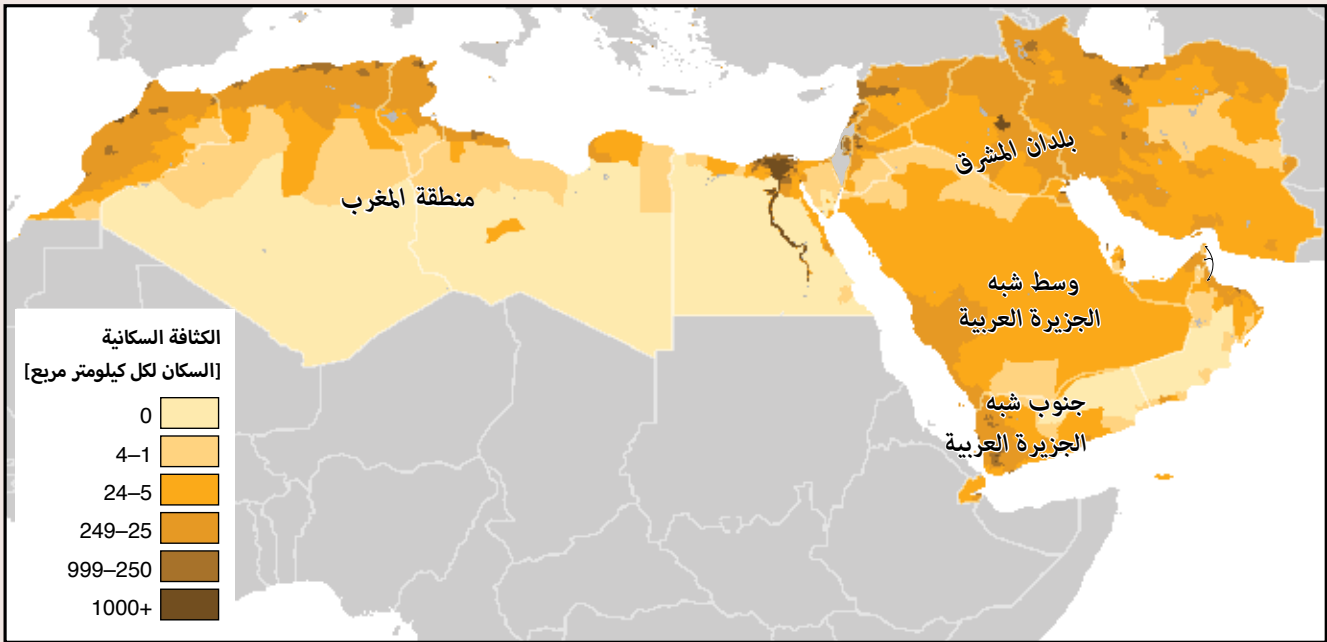 بلدان المشرق
منطقة المغرب
وسط شبه
الجزيرة العربية
جنوب شبه
الجزيرة العربية
الكثافة السكانية
[السكان لكل كيلومتر مربع]
0
4–1
24–5
249–25
999–250
1000+